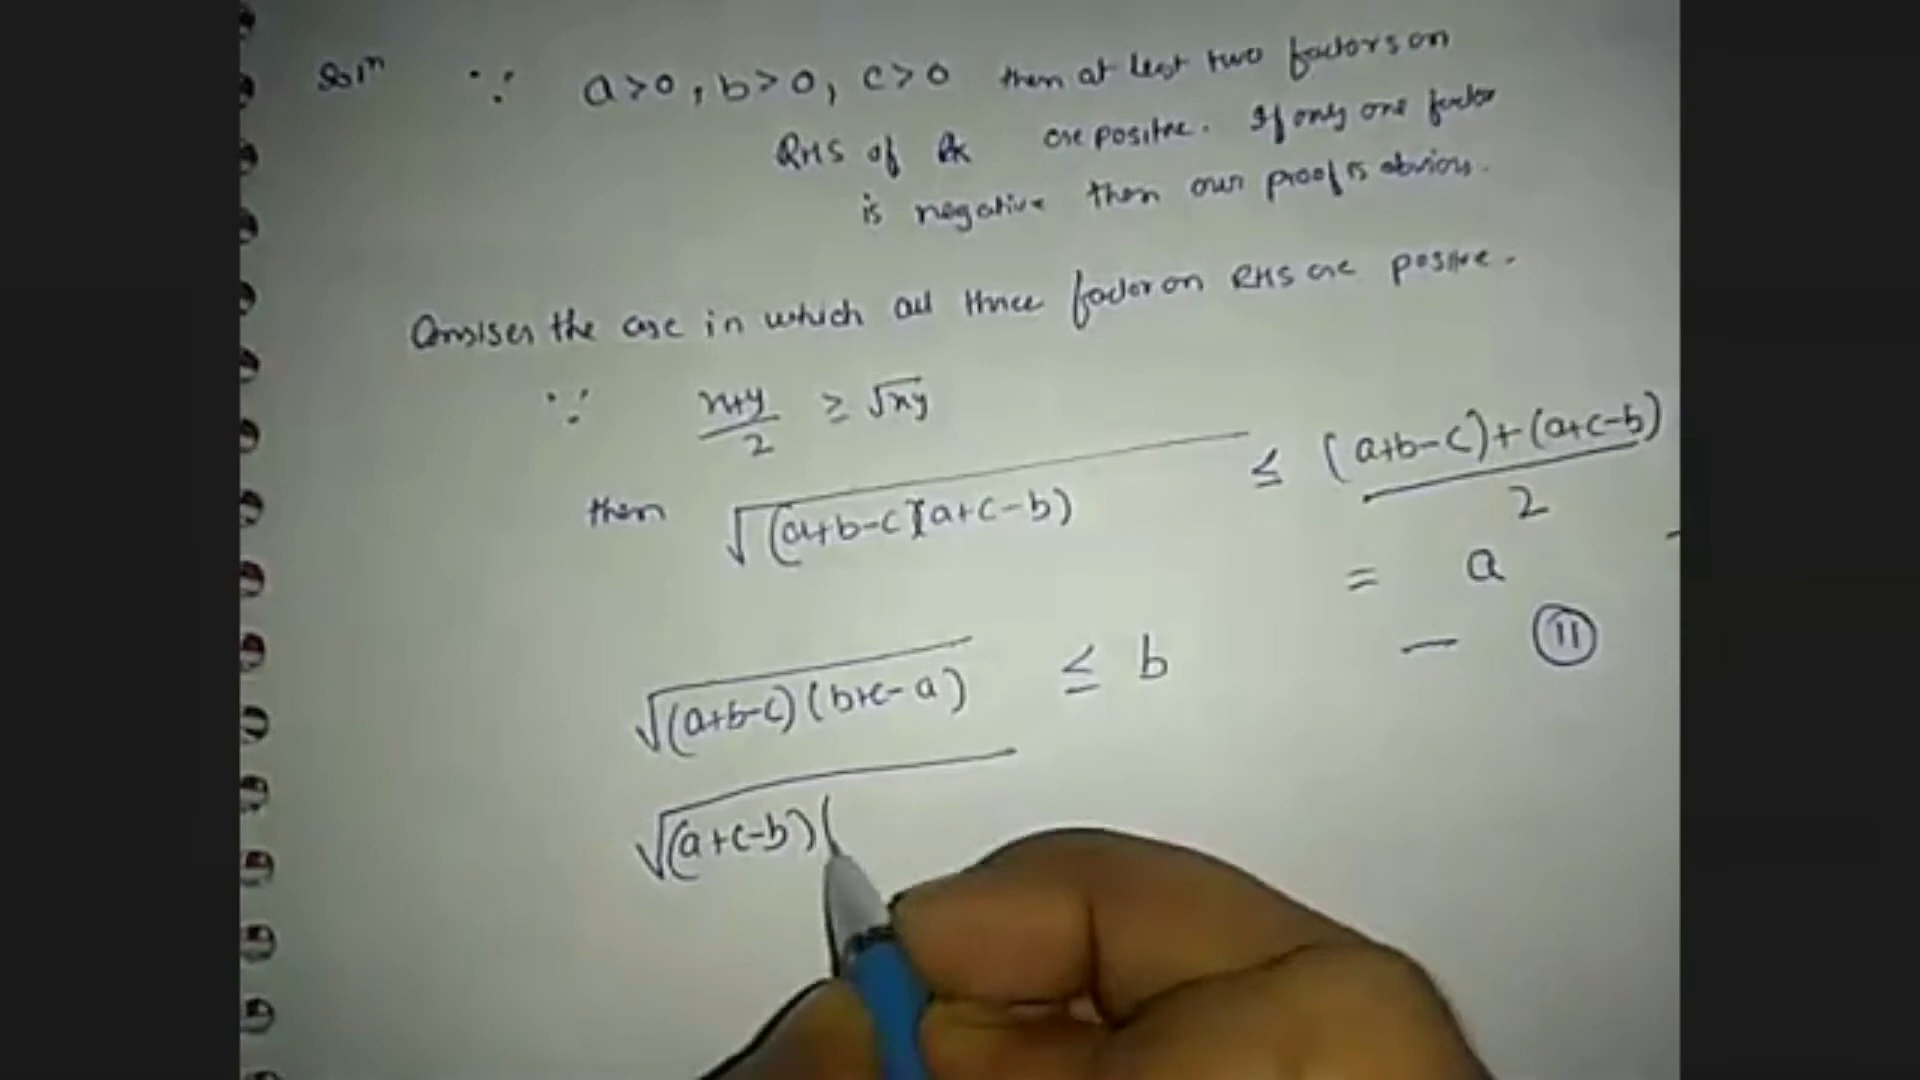 Solⁿ ∵ a>0, b>0, c>0 then at least two factors on
RHS of are positive. If only one factor
is negative then our proof is obvious.
the case in which all three factor on RHS are positive.
∵ x+y/2 ≥ √xy
then √(a+b-c)(a+c-b) ≤ (a+b-c)+(a+c-b)/2
= a
√(a+b-c)(b+c-a) ≤ b - (11)
√(a+c-b)(